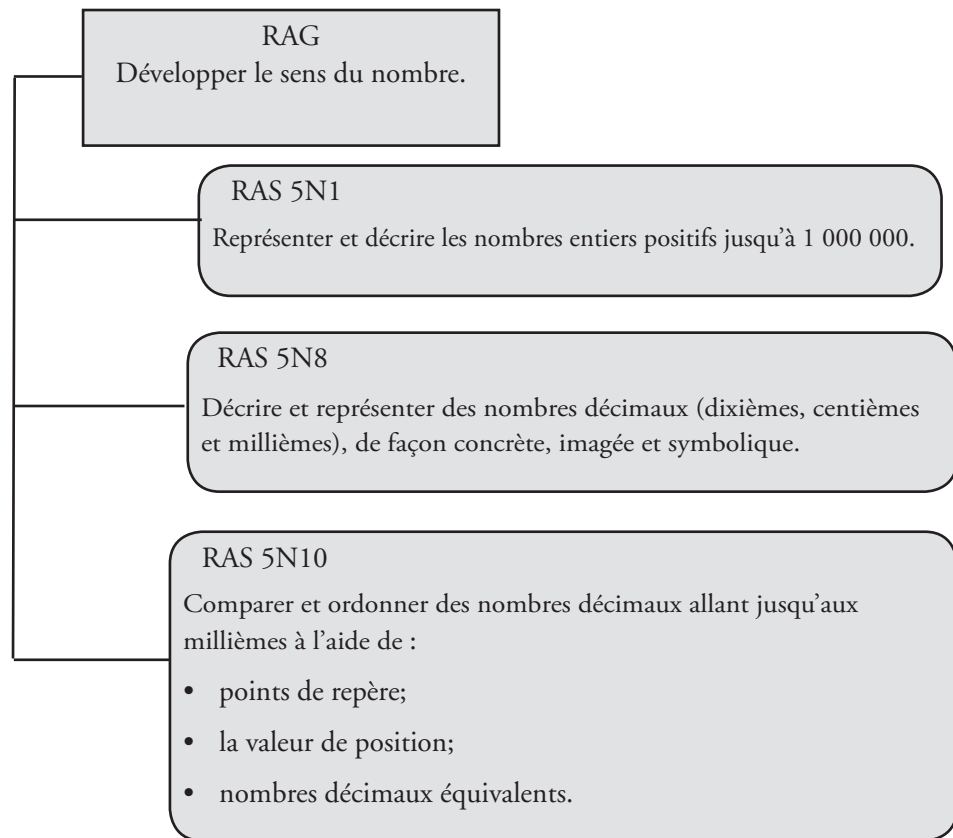 RAG
Développer le sens du nombre.
RAS 5N1
Représenter et décrire les nombres entiers positifs jusqu’à 1 000 000.
RAS 5N8
Décrire et représenter des nombres décimaux (dixièmes, centièmes
et millièmes), de façon concrète, imagée et symbolique.
RAS 5N10
Comparer et ordonner des nombres décimaux allant jusqu’aux
millièmes à l’aide de :
• points de repère;
• la valeur de position;
• nombres décimaux équivalents.